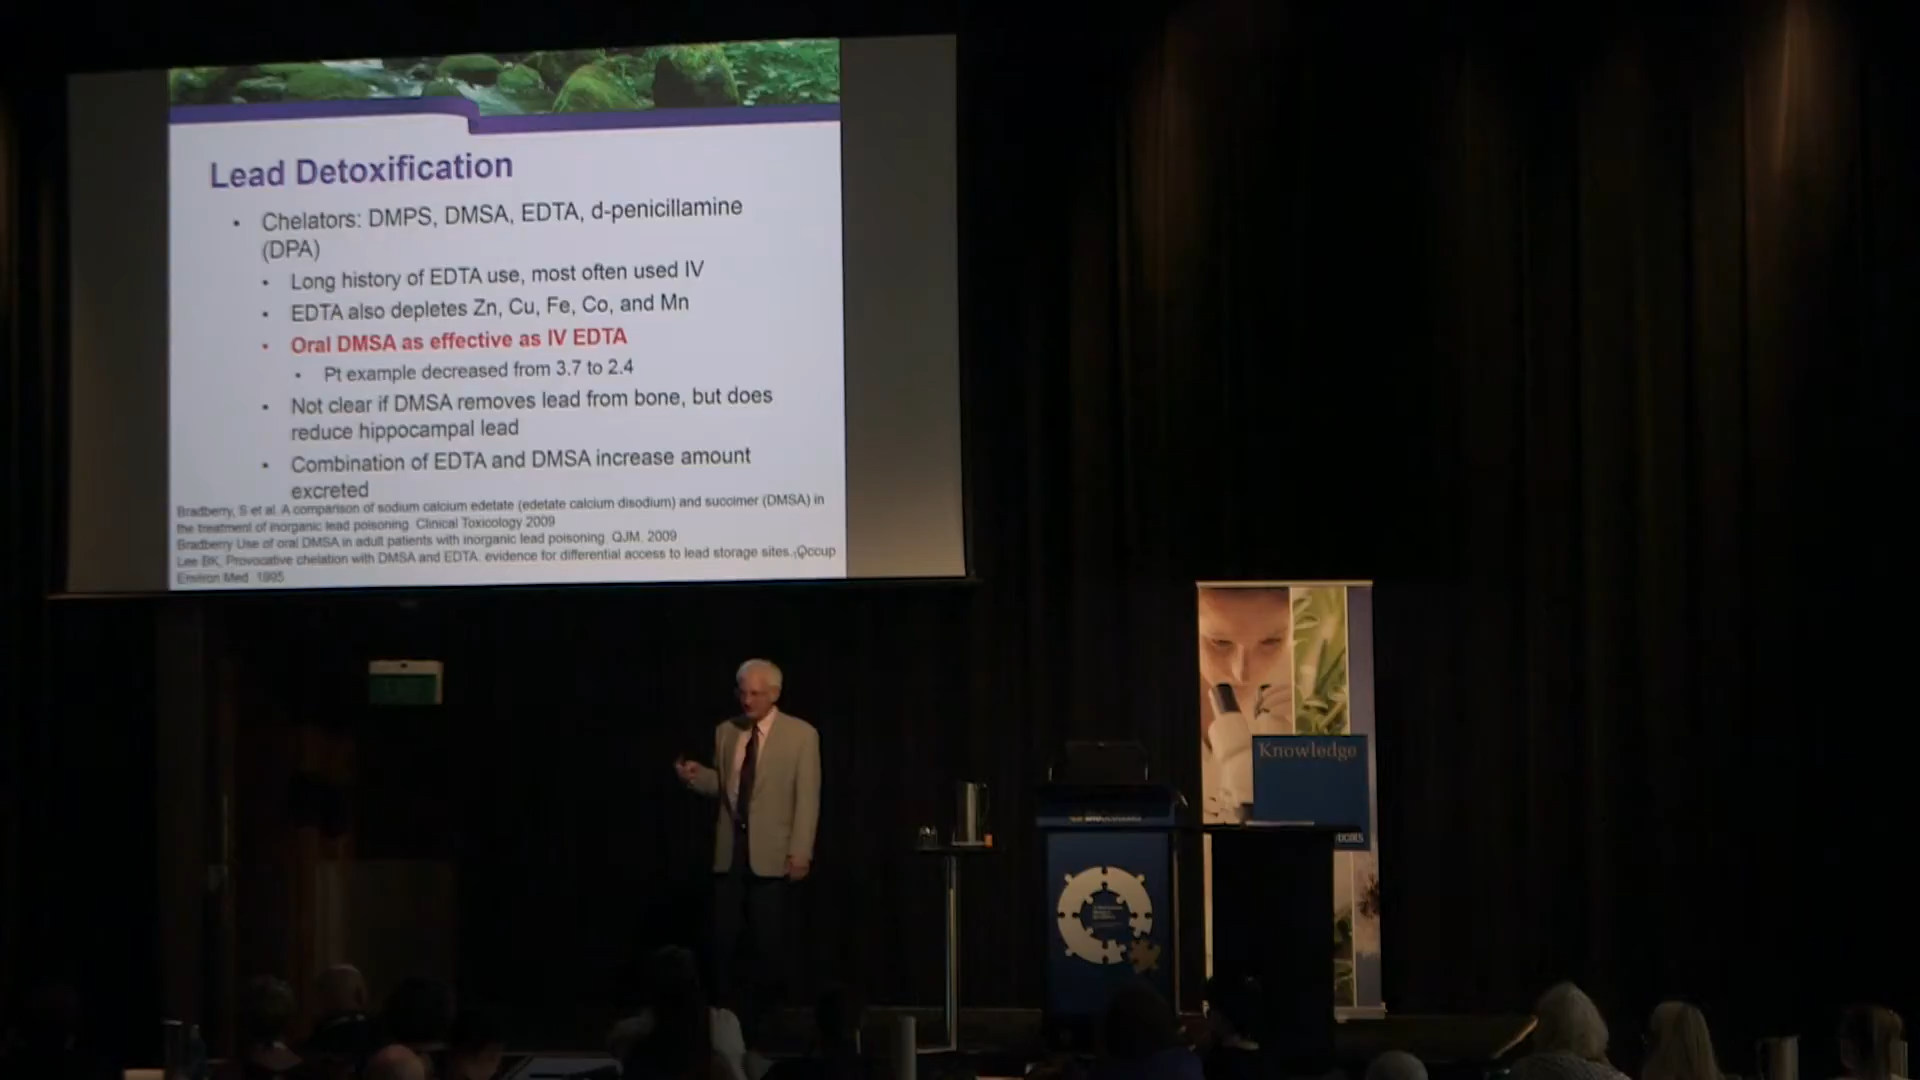 Lead Detoxification
• Chelators: DMPS, DMSA, EDTA, d-penicillamine
(DPA)
• Long history of EDTA use, most often used IV
• EDTA also depletes Zn, Cu, Fe, Co, and Mn
• Oral DMSA as effective as IV EDTA
• Pt example decreased from 3.7 to 2.4
• Not clear if DMSA removes lead from bone, but does
reduce hippocampal lead
• Combination of EDTA and DMSA increase amount
excreted
Bradberry, S et al. A comparison of sodium calcium edetate (edetate calcium disodium) and succimer (DMSA) in
the treatment of inorganic lead poisoning. Clinical Toxicology 2009
Bradberry Use of oral DMSA in adult patients with inorganic lead poisoning. QJM. 2009
Lee BK, Provocative chelation with DMSA and EDTA: evidence for differential access to lead storage sites. Occup
Environ Med. 1995
Knowledge